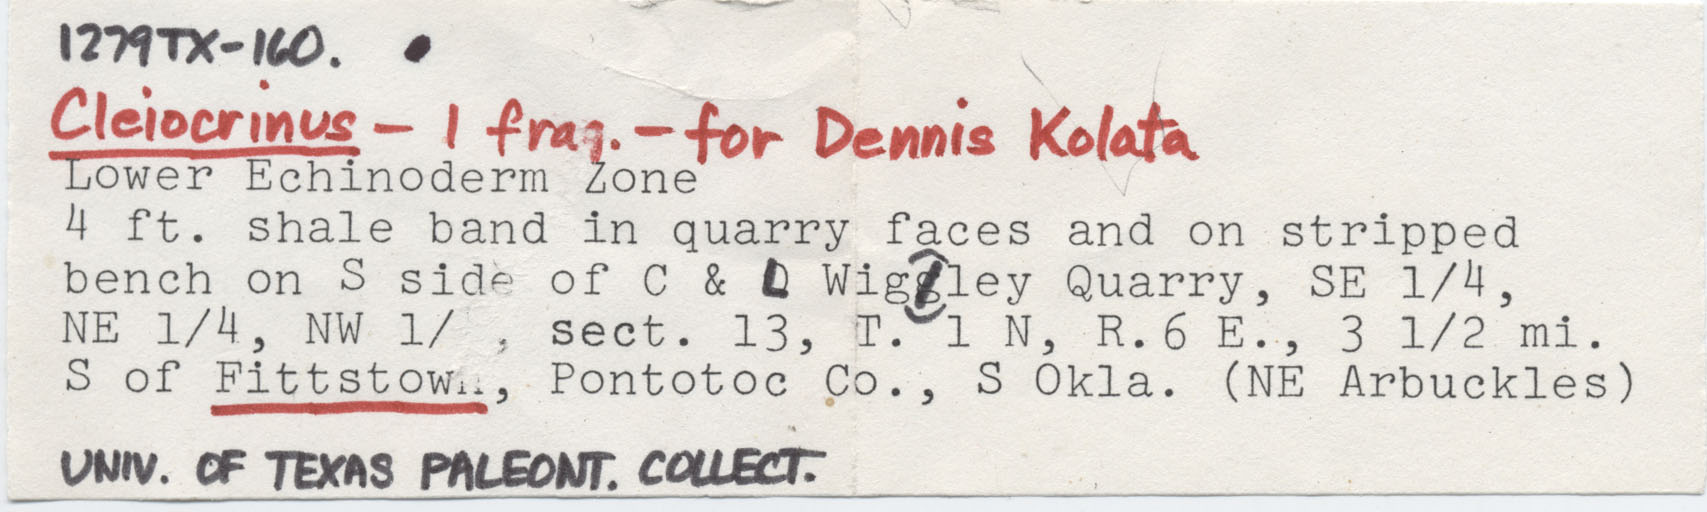 1279TX-160.
Cleiocrinus - 1 frag. - for Dennis Kolata
Lower Echinoderm Zone
4 ft. shale band in quarry faces and on stripped
bench on S side of C & L Wiggley Quarry, SE 1/4,
NE 1/4, NW 1/ , sect. 13, T. 1 N, R.6 E., 3 1/2 mi.
S of Fittstown, Pontotoc Co., S Okla. (NE Arbuckles)
UNIV. OF TEXAS PALEONT. COLLECT.